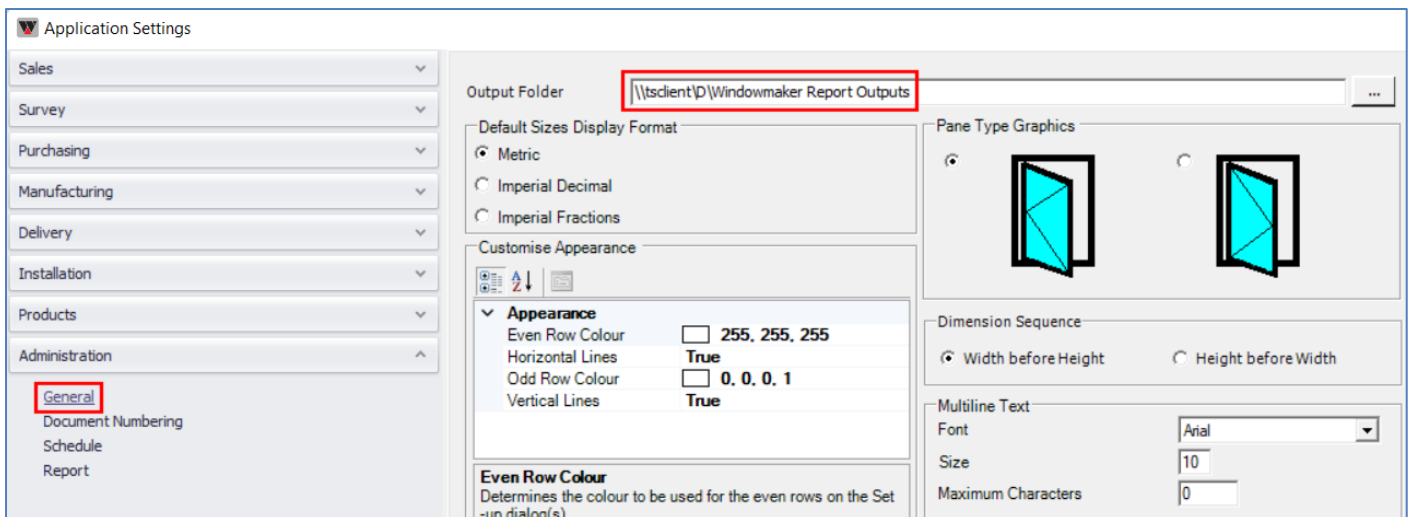 Application Settings
Sales
Survey
Purchasing
Manufacturing
Delivery
Installation
Products
Administration
General
Document Numbering
Schedule
Report
Output Folder \\tsclient\D\Windowmaker Report Outputs ...
Default Sizes Display Format
Metric
Imperial Decimal
Imperial Fractions
Customise Appearance
Appearance
Even Row Colour 255, 255, 255
Horizontal Lines True
Odd Row Colour 0, 0, 0, 1
Vertical Lines True
Even Row Colour
Determines the colour to be used for the even rows on the Set
-up dialog(s)
Pane Type Graphics
Dimension Sequence
Width before Height Height before Width
Multiline Text
Font Arial
Size 10
Maximum Characters 0